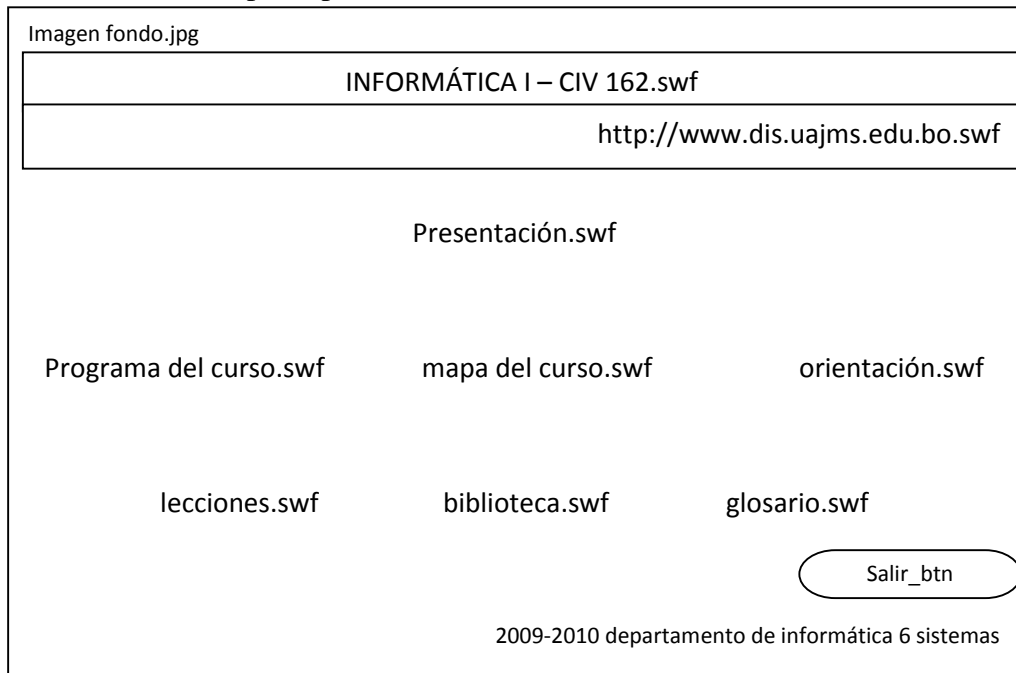 Imagen fondo.jpg
INFORMÁTICA I – CIV 162.swf
http://www.dis.uajms.edu.bo.swf
Presentación.swf
Programa del curso.swf mapa del curso.swf orientación.swf
lecciones.swf biblioteca.swf glosario.swf
Salir_btn
2009-2010 departamento de informática 6 sistemas